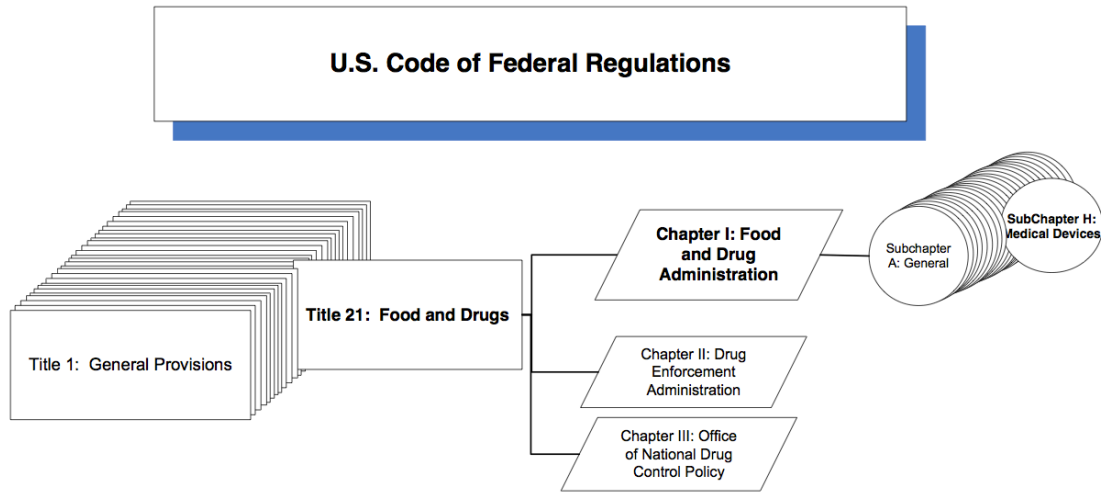 U.S. Code of Federal Regulations
Title 1:  General Provisions
Title 21:  Food and Drugs
Chapter I: Food
and Drug
Administration
Chapter II: Drug
Enforcement
Administration
Chapter III: Office
of National Drug
Control Policy
Subchapter
A: General
SubChapter H:
Medical Devices